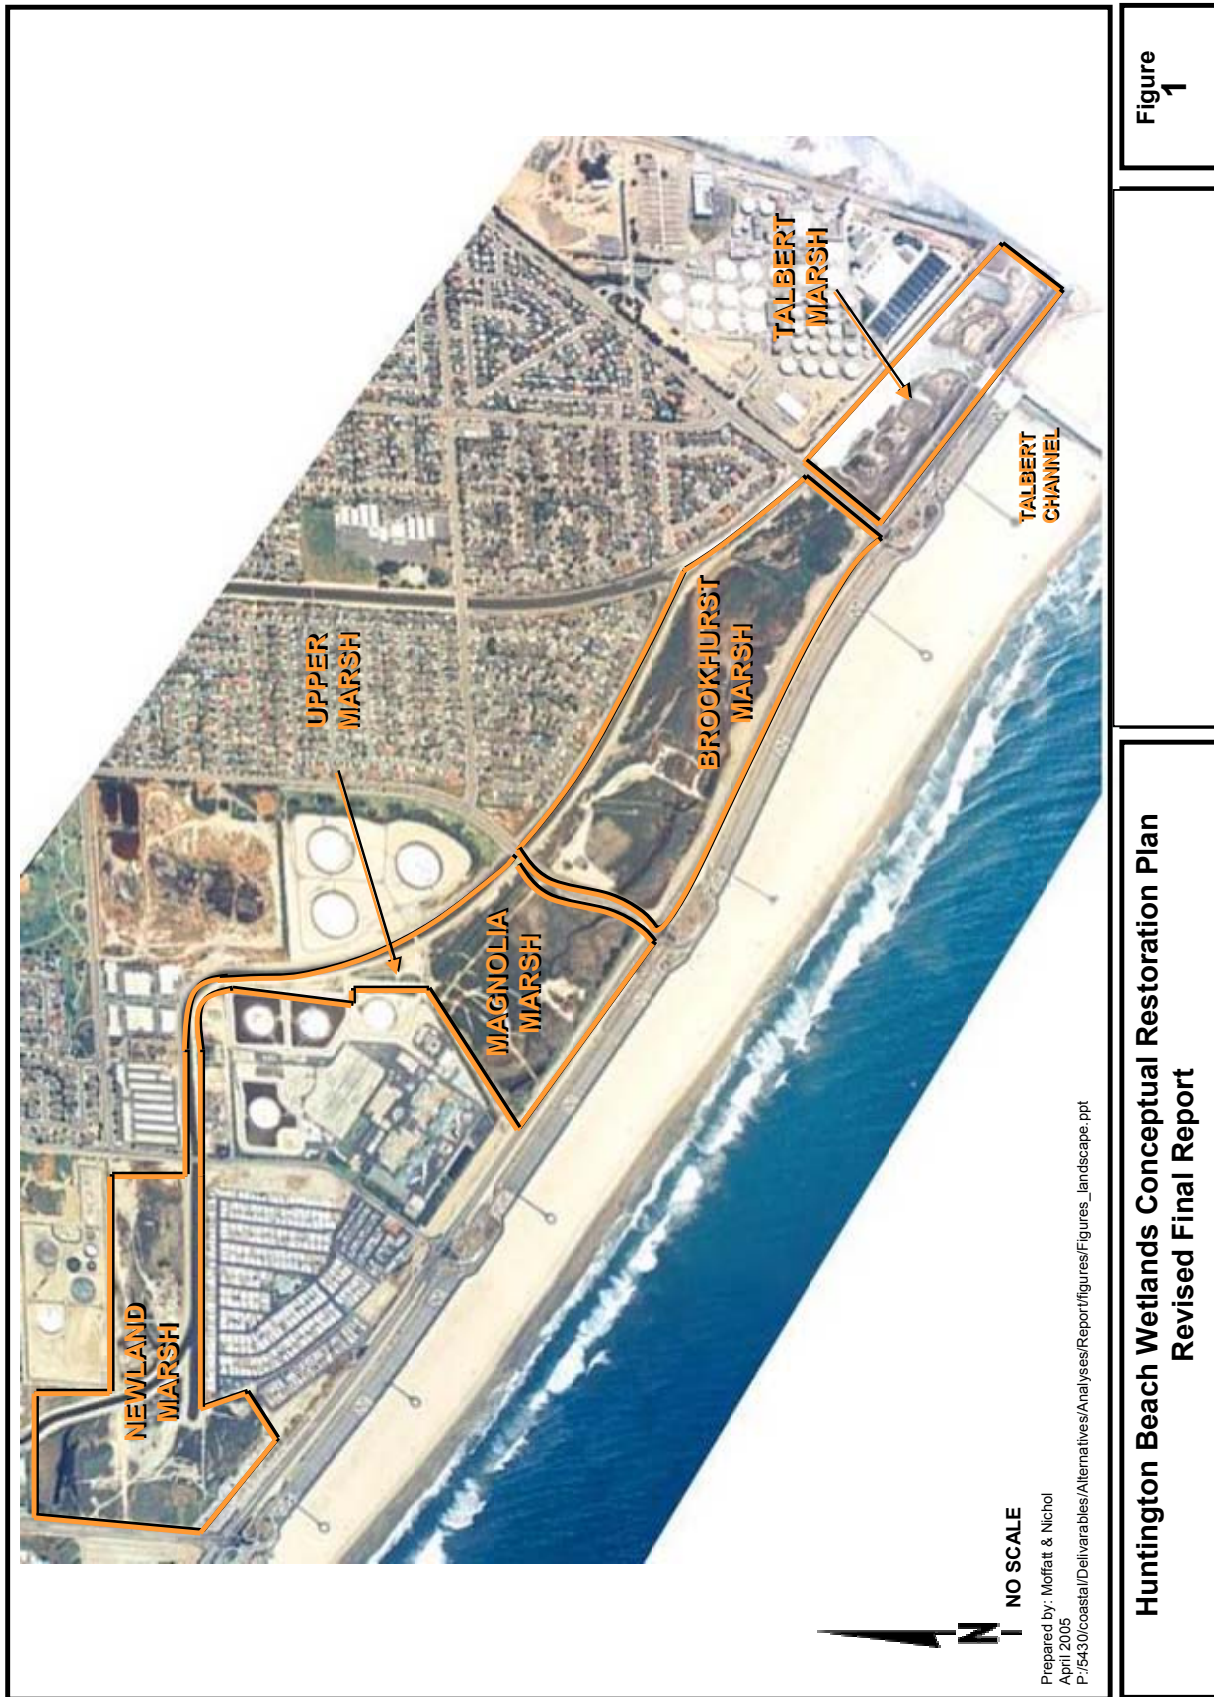 NEWLAND
MARSH
UPPER
MARSH
MAGNOLIA
MARSH
BROOKHURST
MARSH
TALBERT
MARSH
TALBERT
CHANNEL
N
NO SCALE
Prepared by: Moffatt & Nichol
April 2005
P:/5430/coastal/Delivarables/Alternatives/Analyses/Report/figures/Figures_landscape.ppt
Huntington Beach Wetlands Conceptual Restoration Plan
Revised Final Report
Figure
1